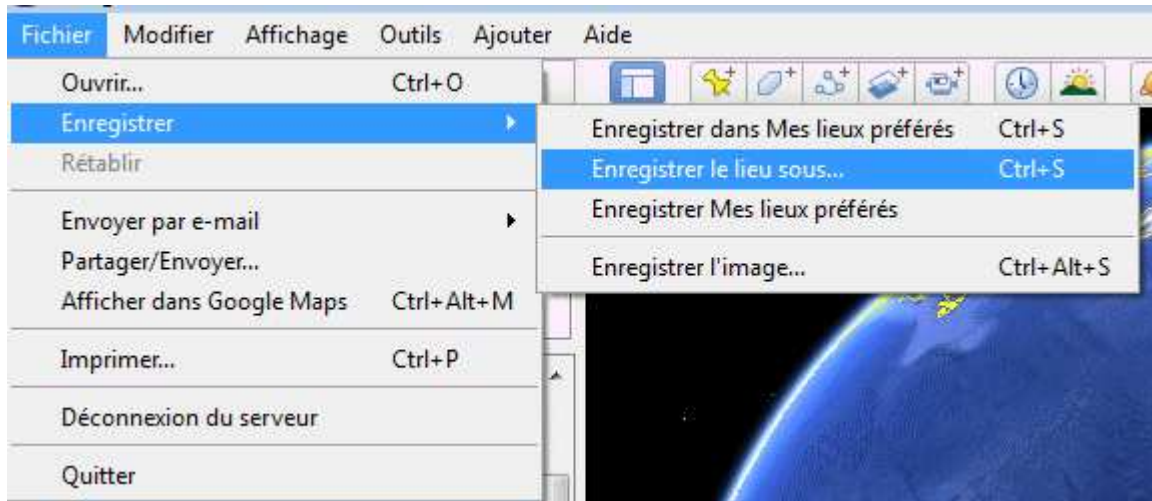 Fichier Modifier Affichage Outils Ajouter Aide
Ouvrir... Ctrl+O
Enregistrer
Rétablir
Envoyer par e-mail
Partager/Envoyer...
Afficher dans Google Maps Ctrl+Alt+M
Imprimer... Ctrl+P
Déconnexion du serveur
Quitter
Enregistrer dans Mes lieux préférés Ctrl+S
Enregistrer le lieu sous... Ctrl+S
Enregistrer Mes lieux préférés
Enregistrer l'image... Ctrl+Alt+S